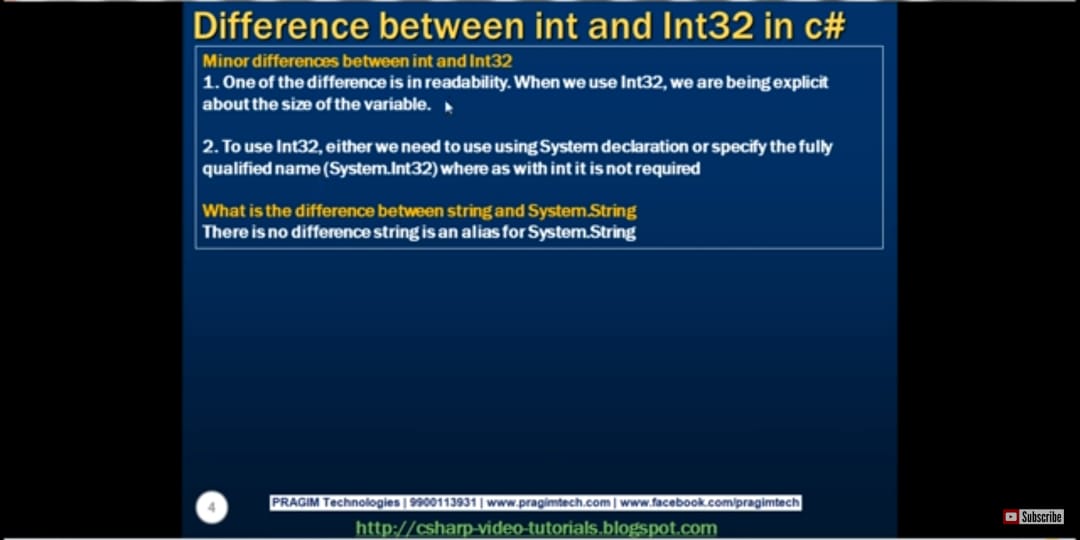 Difference between int and Int32 in c#
Minor differences between int and Int32
1. One of the difference is in readability. When we use Int32, we are being explicit
about the size of the variable.
2. To use Int32, either we need to use using System declaration or specify the fully
qualified name (System.Int32) where as with int it is not required
What is the difference between string and System.String
There is no difference string is an alias for System.String
4
PRAGIM Technologies | 9900113931 | www.pragimtech.com | www.facebook.com/pragimtech
http://csharp-video-tutorials.blogspot.com
Subscribe